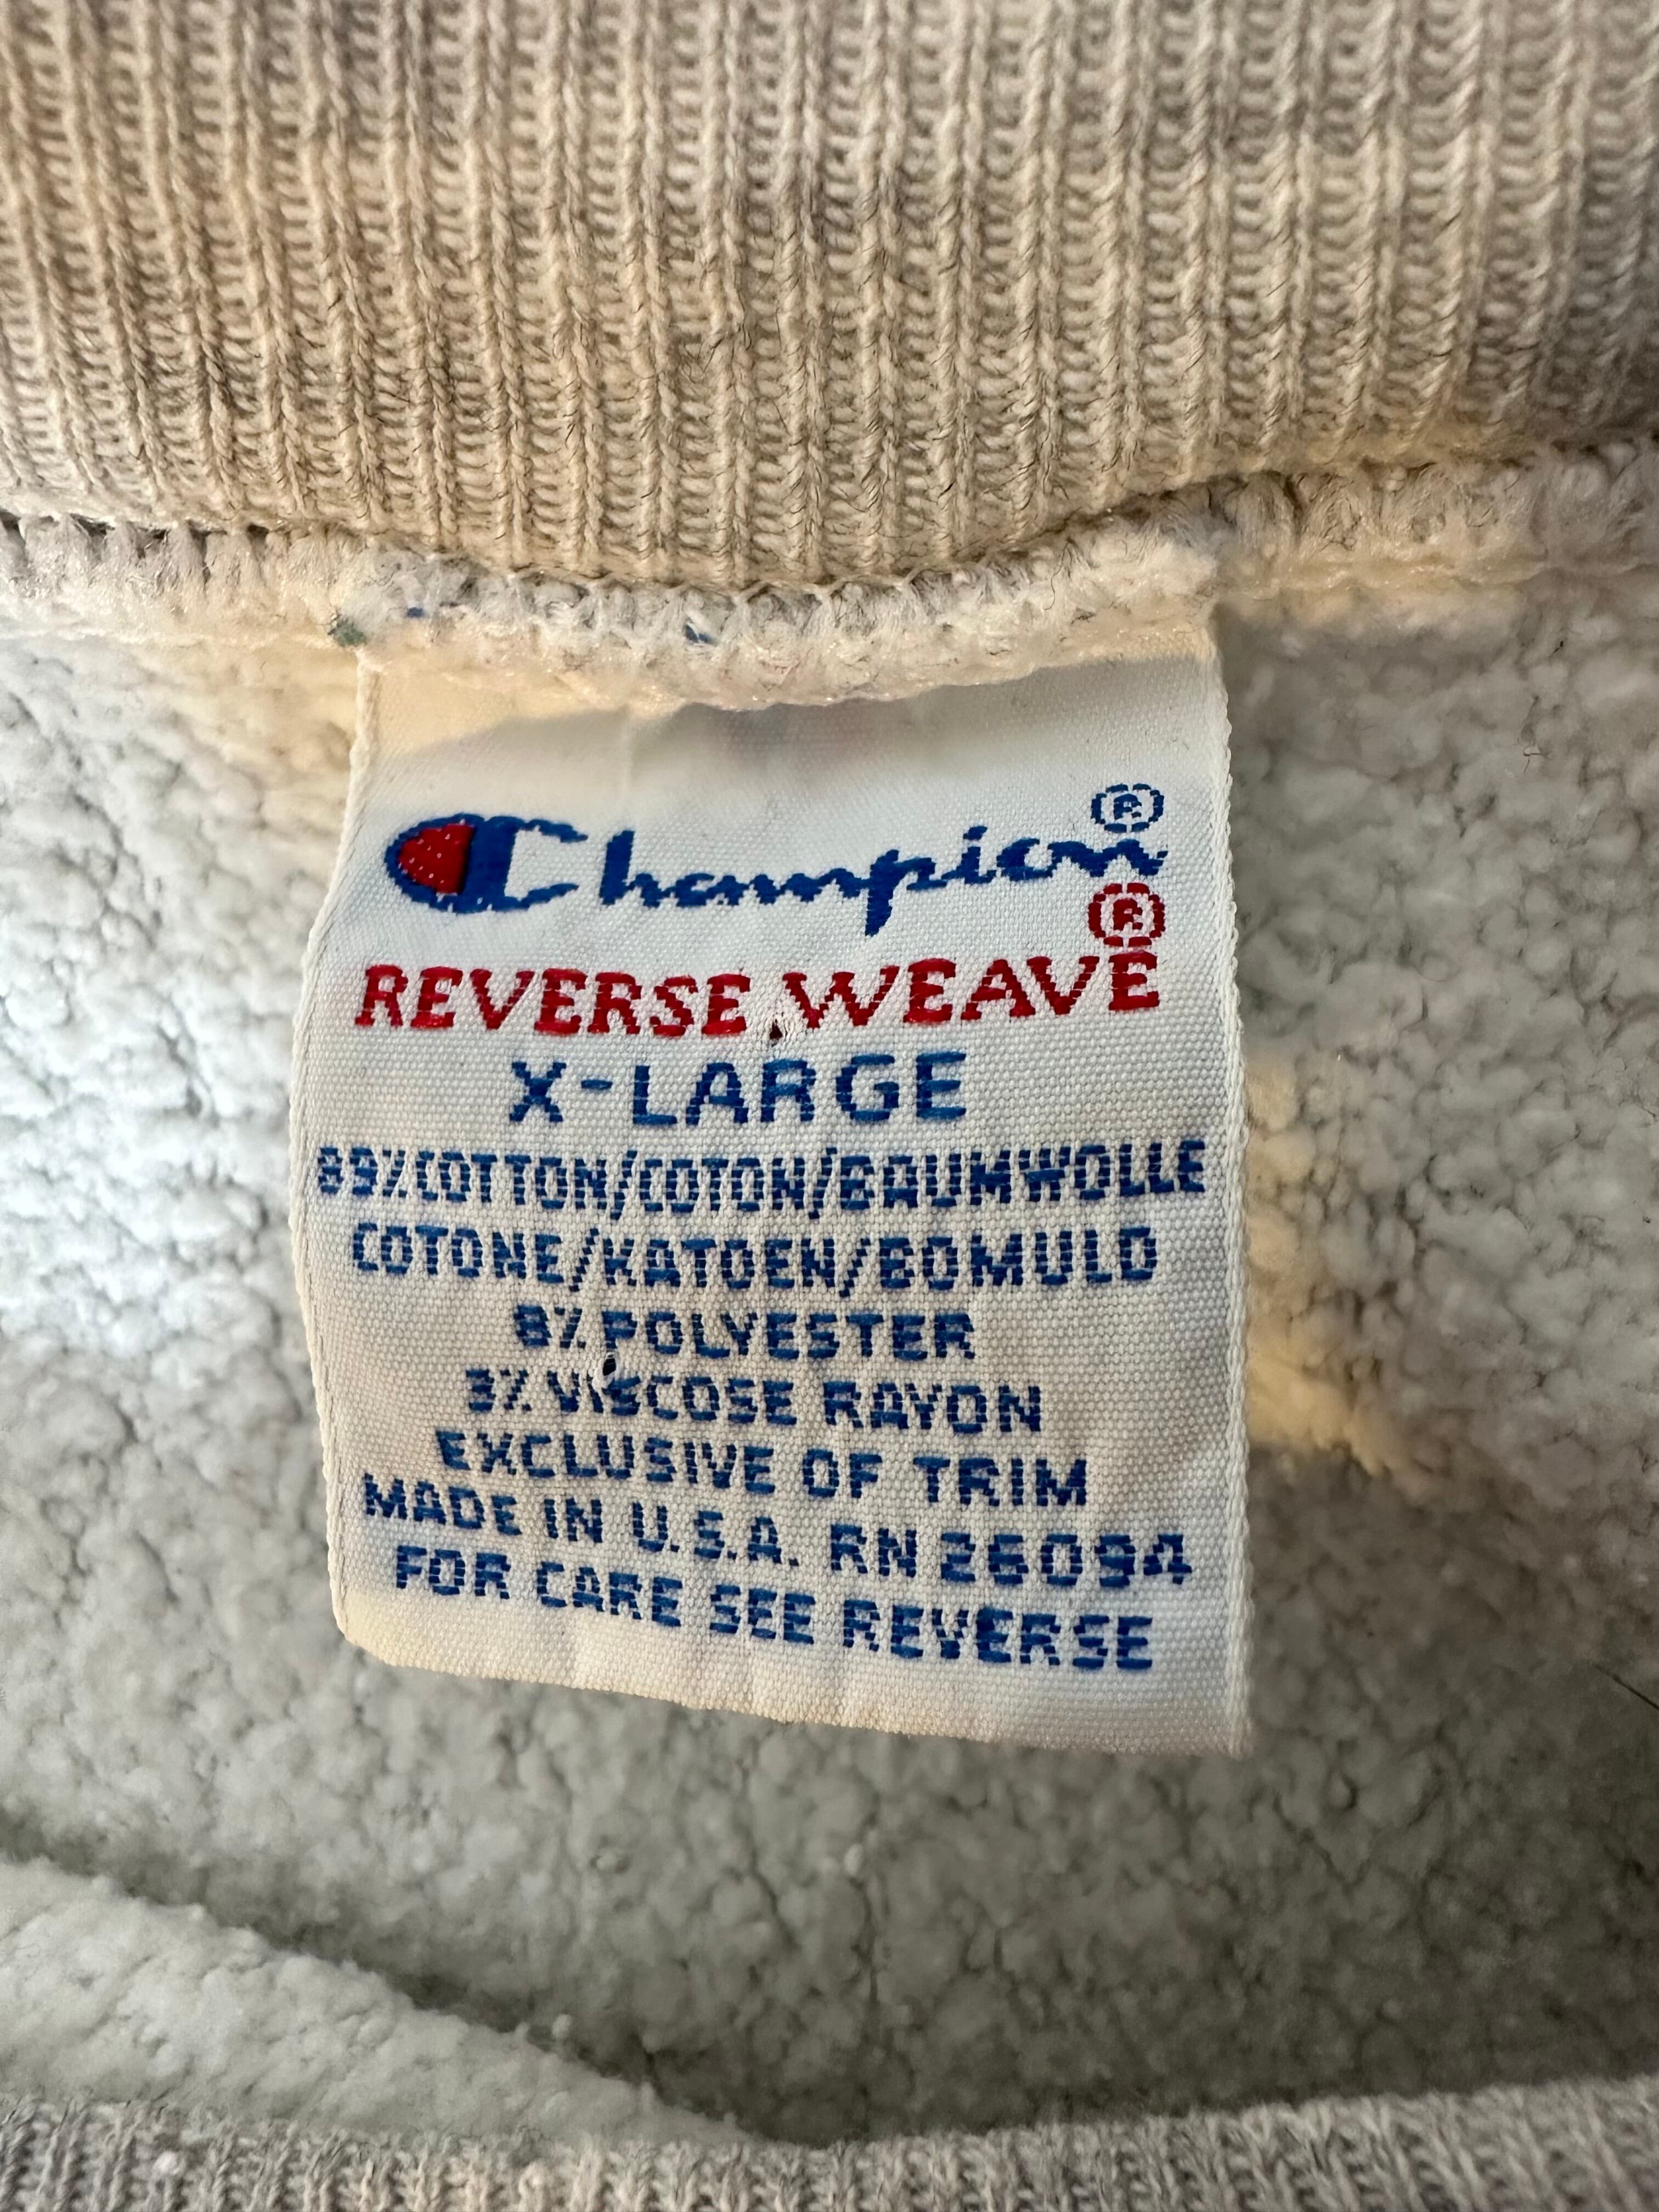 Champion®
REVERSE WEAVE®
X-LARGE
89%COTTON/COTON/BAUMWOLLE
COTONE/KATOEN/BOMULD
8% POLYESTER
3% VISCOSE RAYON
EXCLUSIVE OF TRIM
MADE IN U.S.A. RN 26094
FOR CARE SEE REVERSE